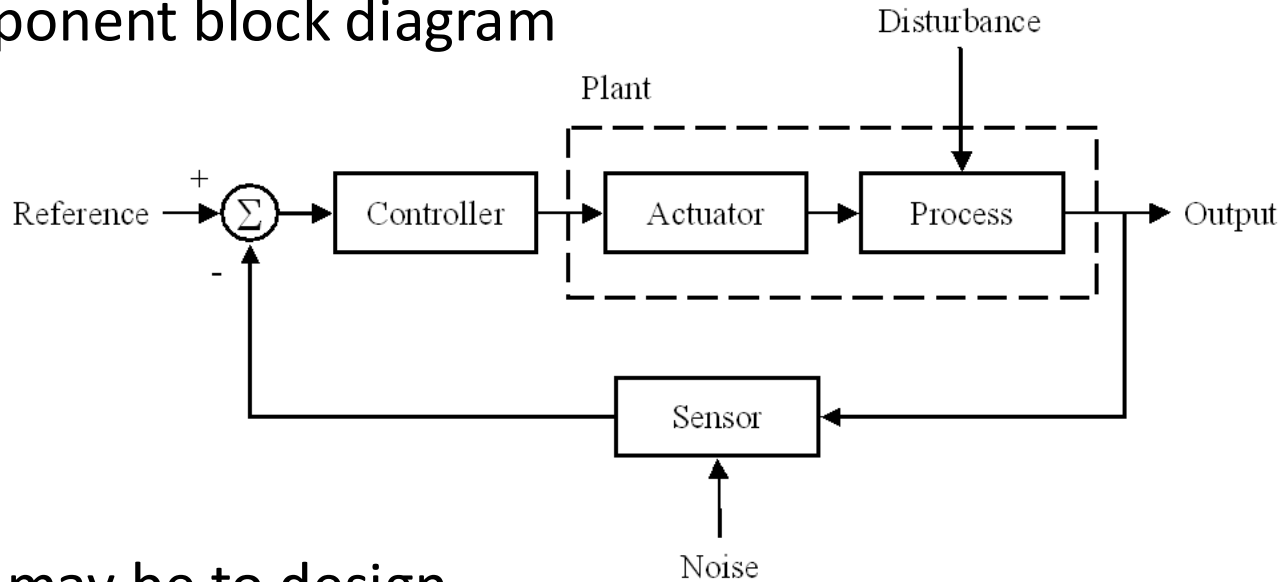 ponent block diagram
Disturbance
Plant
+
Reference
Σ
Controller
Actuator
Process
Output
-
Sensor
Noise
may be to design